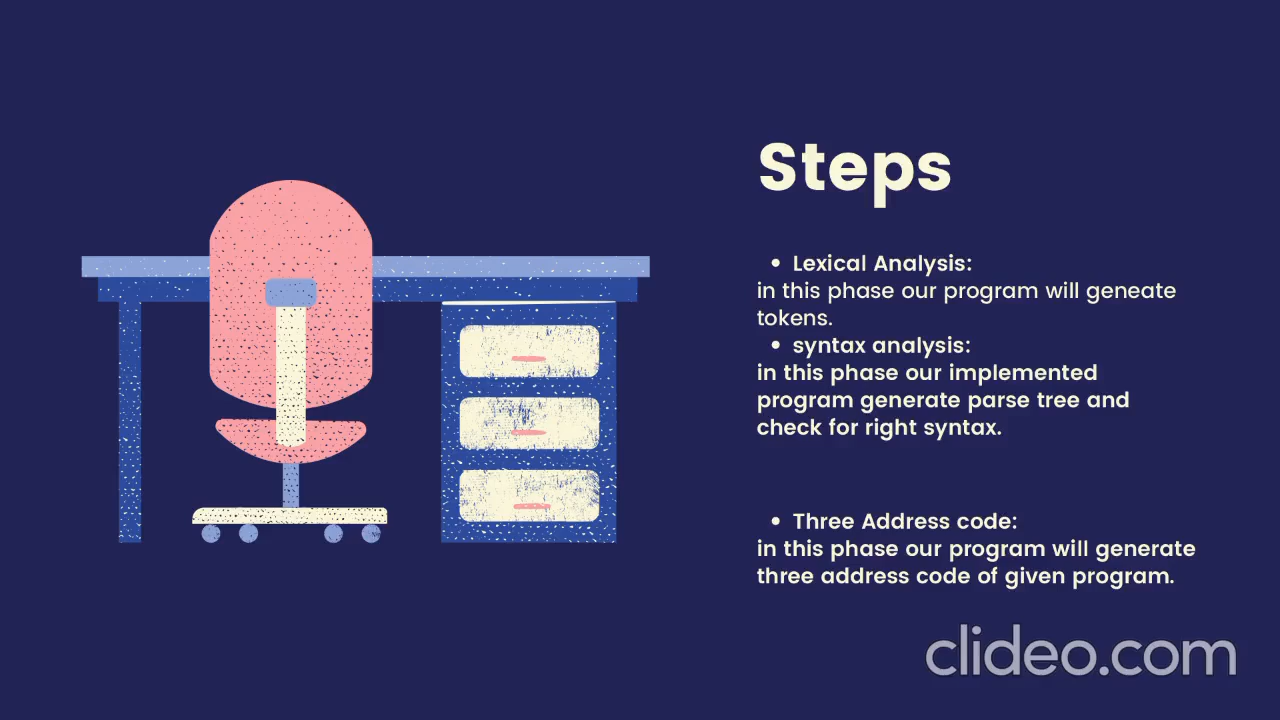 Steps
• Lexical Analysis:
in this phase our program will geneate
tokens.
• syntax analysis:
in this phase our implemented
program generate parse tree and
check for right syntax.
• Three Address code:
in this phase our program will generate
three address code of given program.
clideo.com